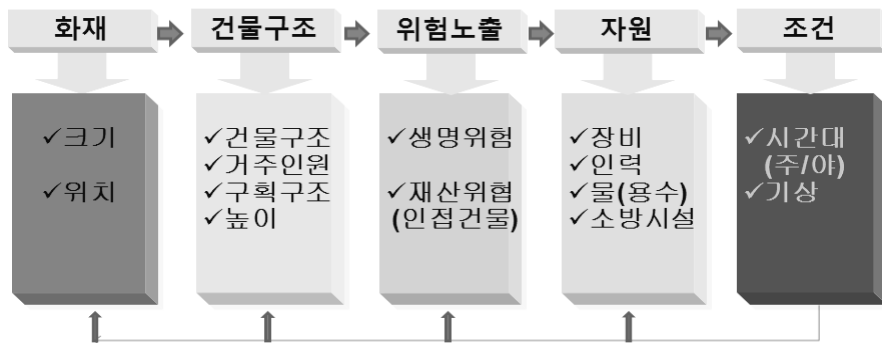 화재
건물구조
위험노출
자원
조건
✓크기
✓위치
✓건물구조
✓거주인원
✓구획구조
✓높이
✓생명위험
✓재산위협
(인접건물)
✓장비
✓인력
✓물(용수)
✓소방시설
✓시간대
(주/야)
✓기상